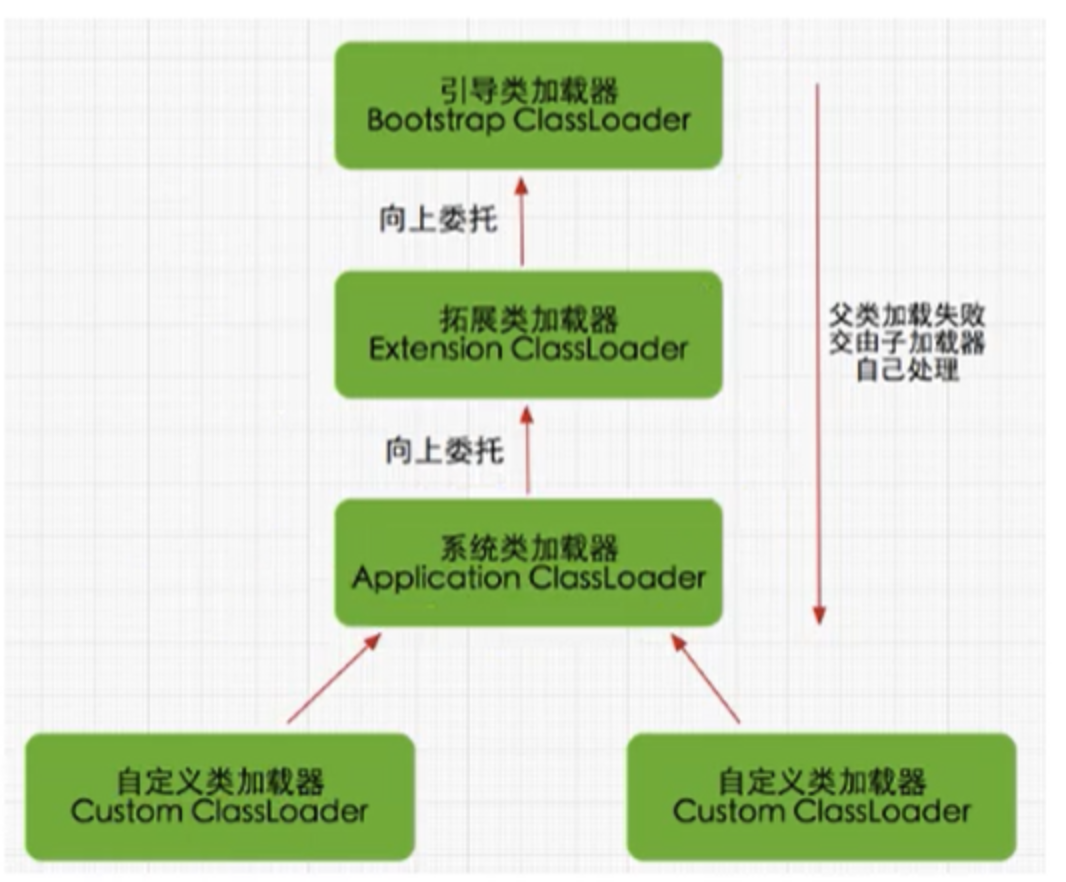 引导类加载器
Bootstrap ClassLoader
向上委托
拓展类加载器
Extension ClassLoader
父类加载失败
交由子加载器
自己处理
向上委托
系统类加载器
Application ClassLoader
自定义类加载器
Custom ClassLoader
自定义类加载器
Custom ClassLoader